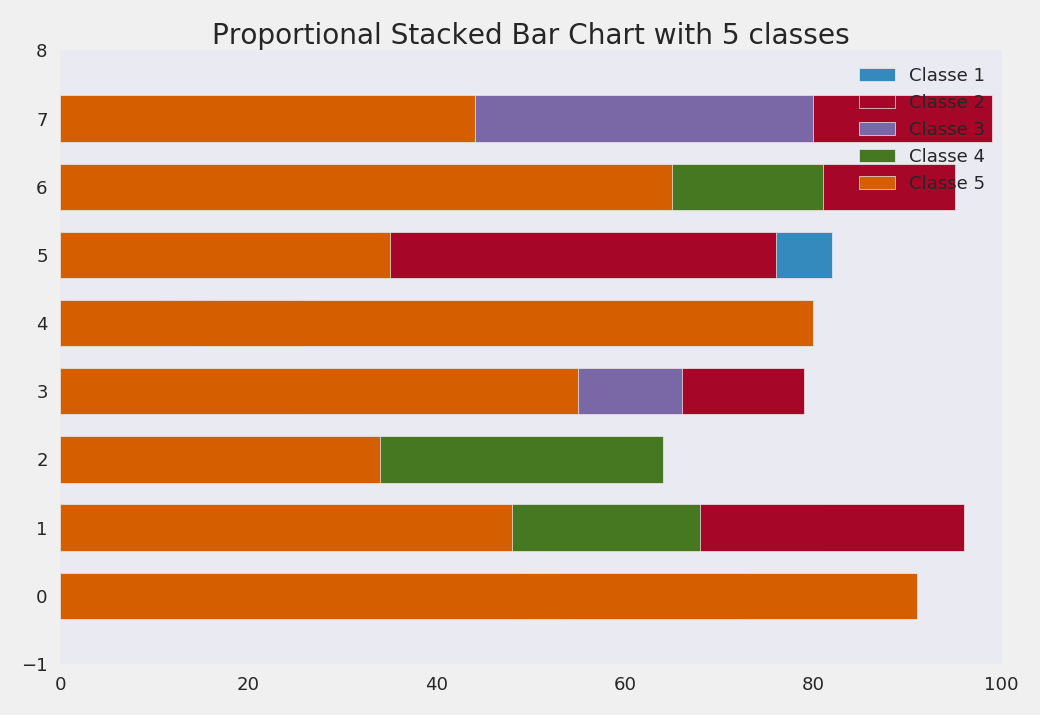 Proportional Stacked Bar Chart with 5 classes
8
7
6
5
4
3
2
1
0
−1
Classe 1
Classe 2
Classe 3
Classe 4
Classe 5
0 20 40 60 80 100